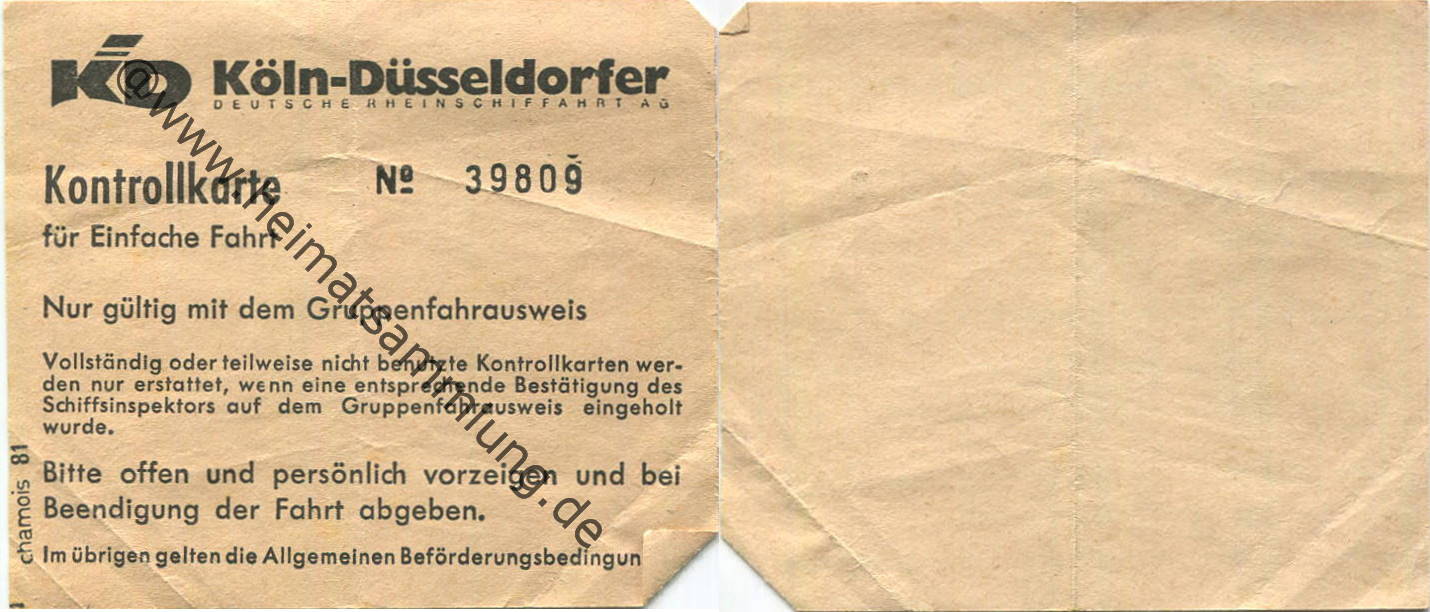 KD Köln-Düsseldorfer
DEUTSCHE RHEINSCHIFFAHRT AG
Kontrollkarte Nº 39809
für Einfache Fahrt
Nur gültig mit dem Gruppenfahrausweis
Vollständig oder teilweise nicht benutzte Kontrollkarten wer-
den nur erstattet, wenn eine entsprechende Bestätigung des
Schiffsinspektors auf dem Gruppenfahrausweis eingeholt
wurde.
Bitte offen und persönlich vorzeigen und bei
Beendigung der Fahrt abgeben.
Im übrigen gelten die Allgemeinen Beförderungsbedingun
chamois 81
@www.heimatsammlung.de